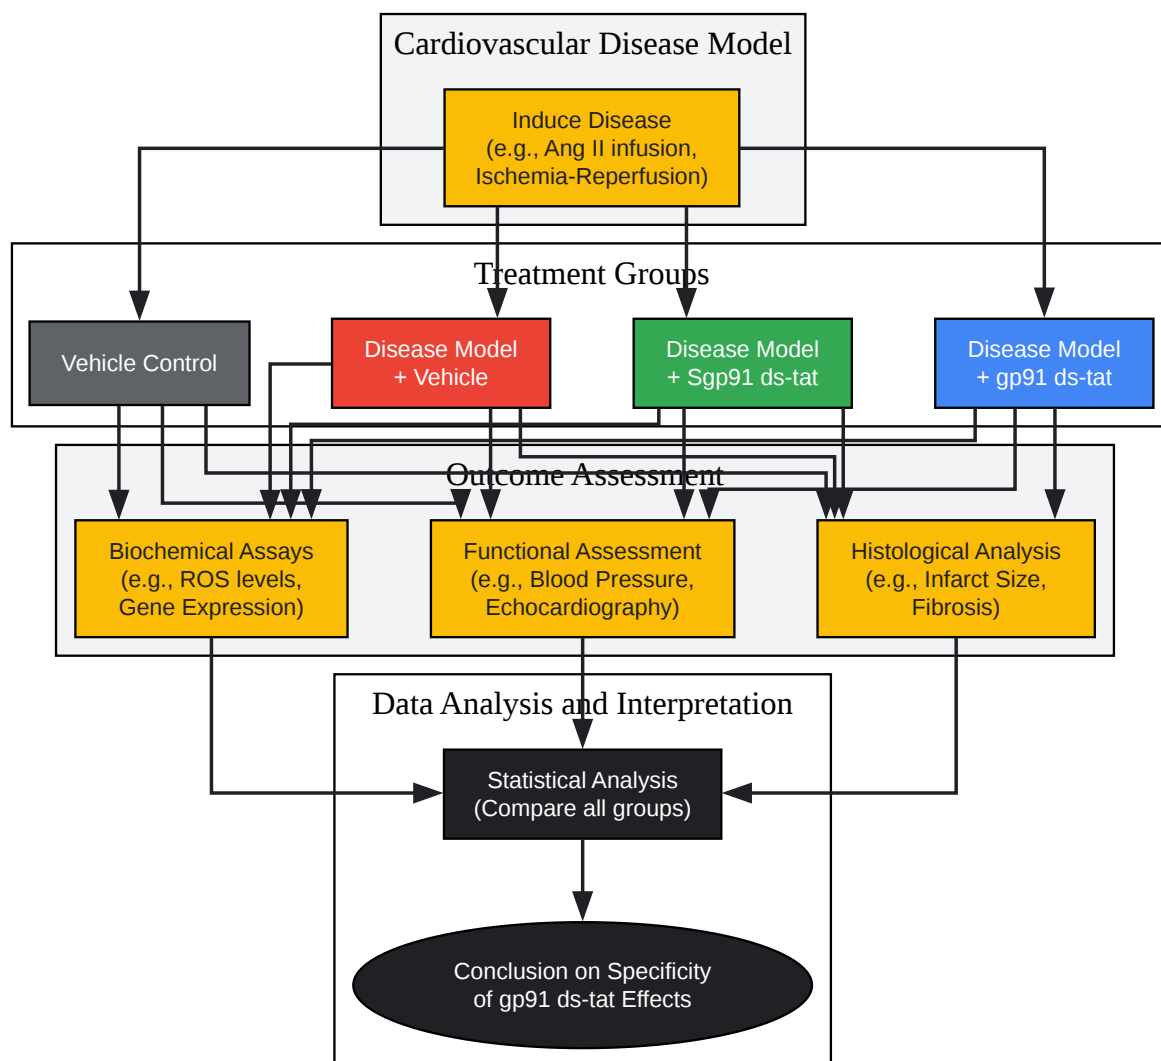 Cardiovascular Disease Model
Induce Disease
(e.g., Ang II infusion,
Ischemia-Reperfusion)
Treatment Groups
Vehicle Control
Disease Model
+ Vehicle
Disease Model
+ Sgp91 ds-tat
Disease Model
+ gp91 ds-tat
Outcome Assessment
Biochemical Assays
(e.g., ROS levels,
Gene Expression)
Functional Assessment
(e.g., Blood Pressure,
Echocardiography)
Histological Analysis
(e.g., Infarct Size,
Fibrosis)
Data Analysis and Interpretation
Statistical Analysis
(Compare all groups)
Conclusion on Specificity
of gp91 ds-tat Effects